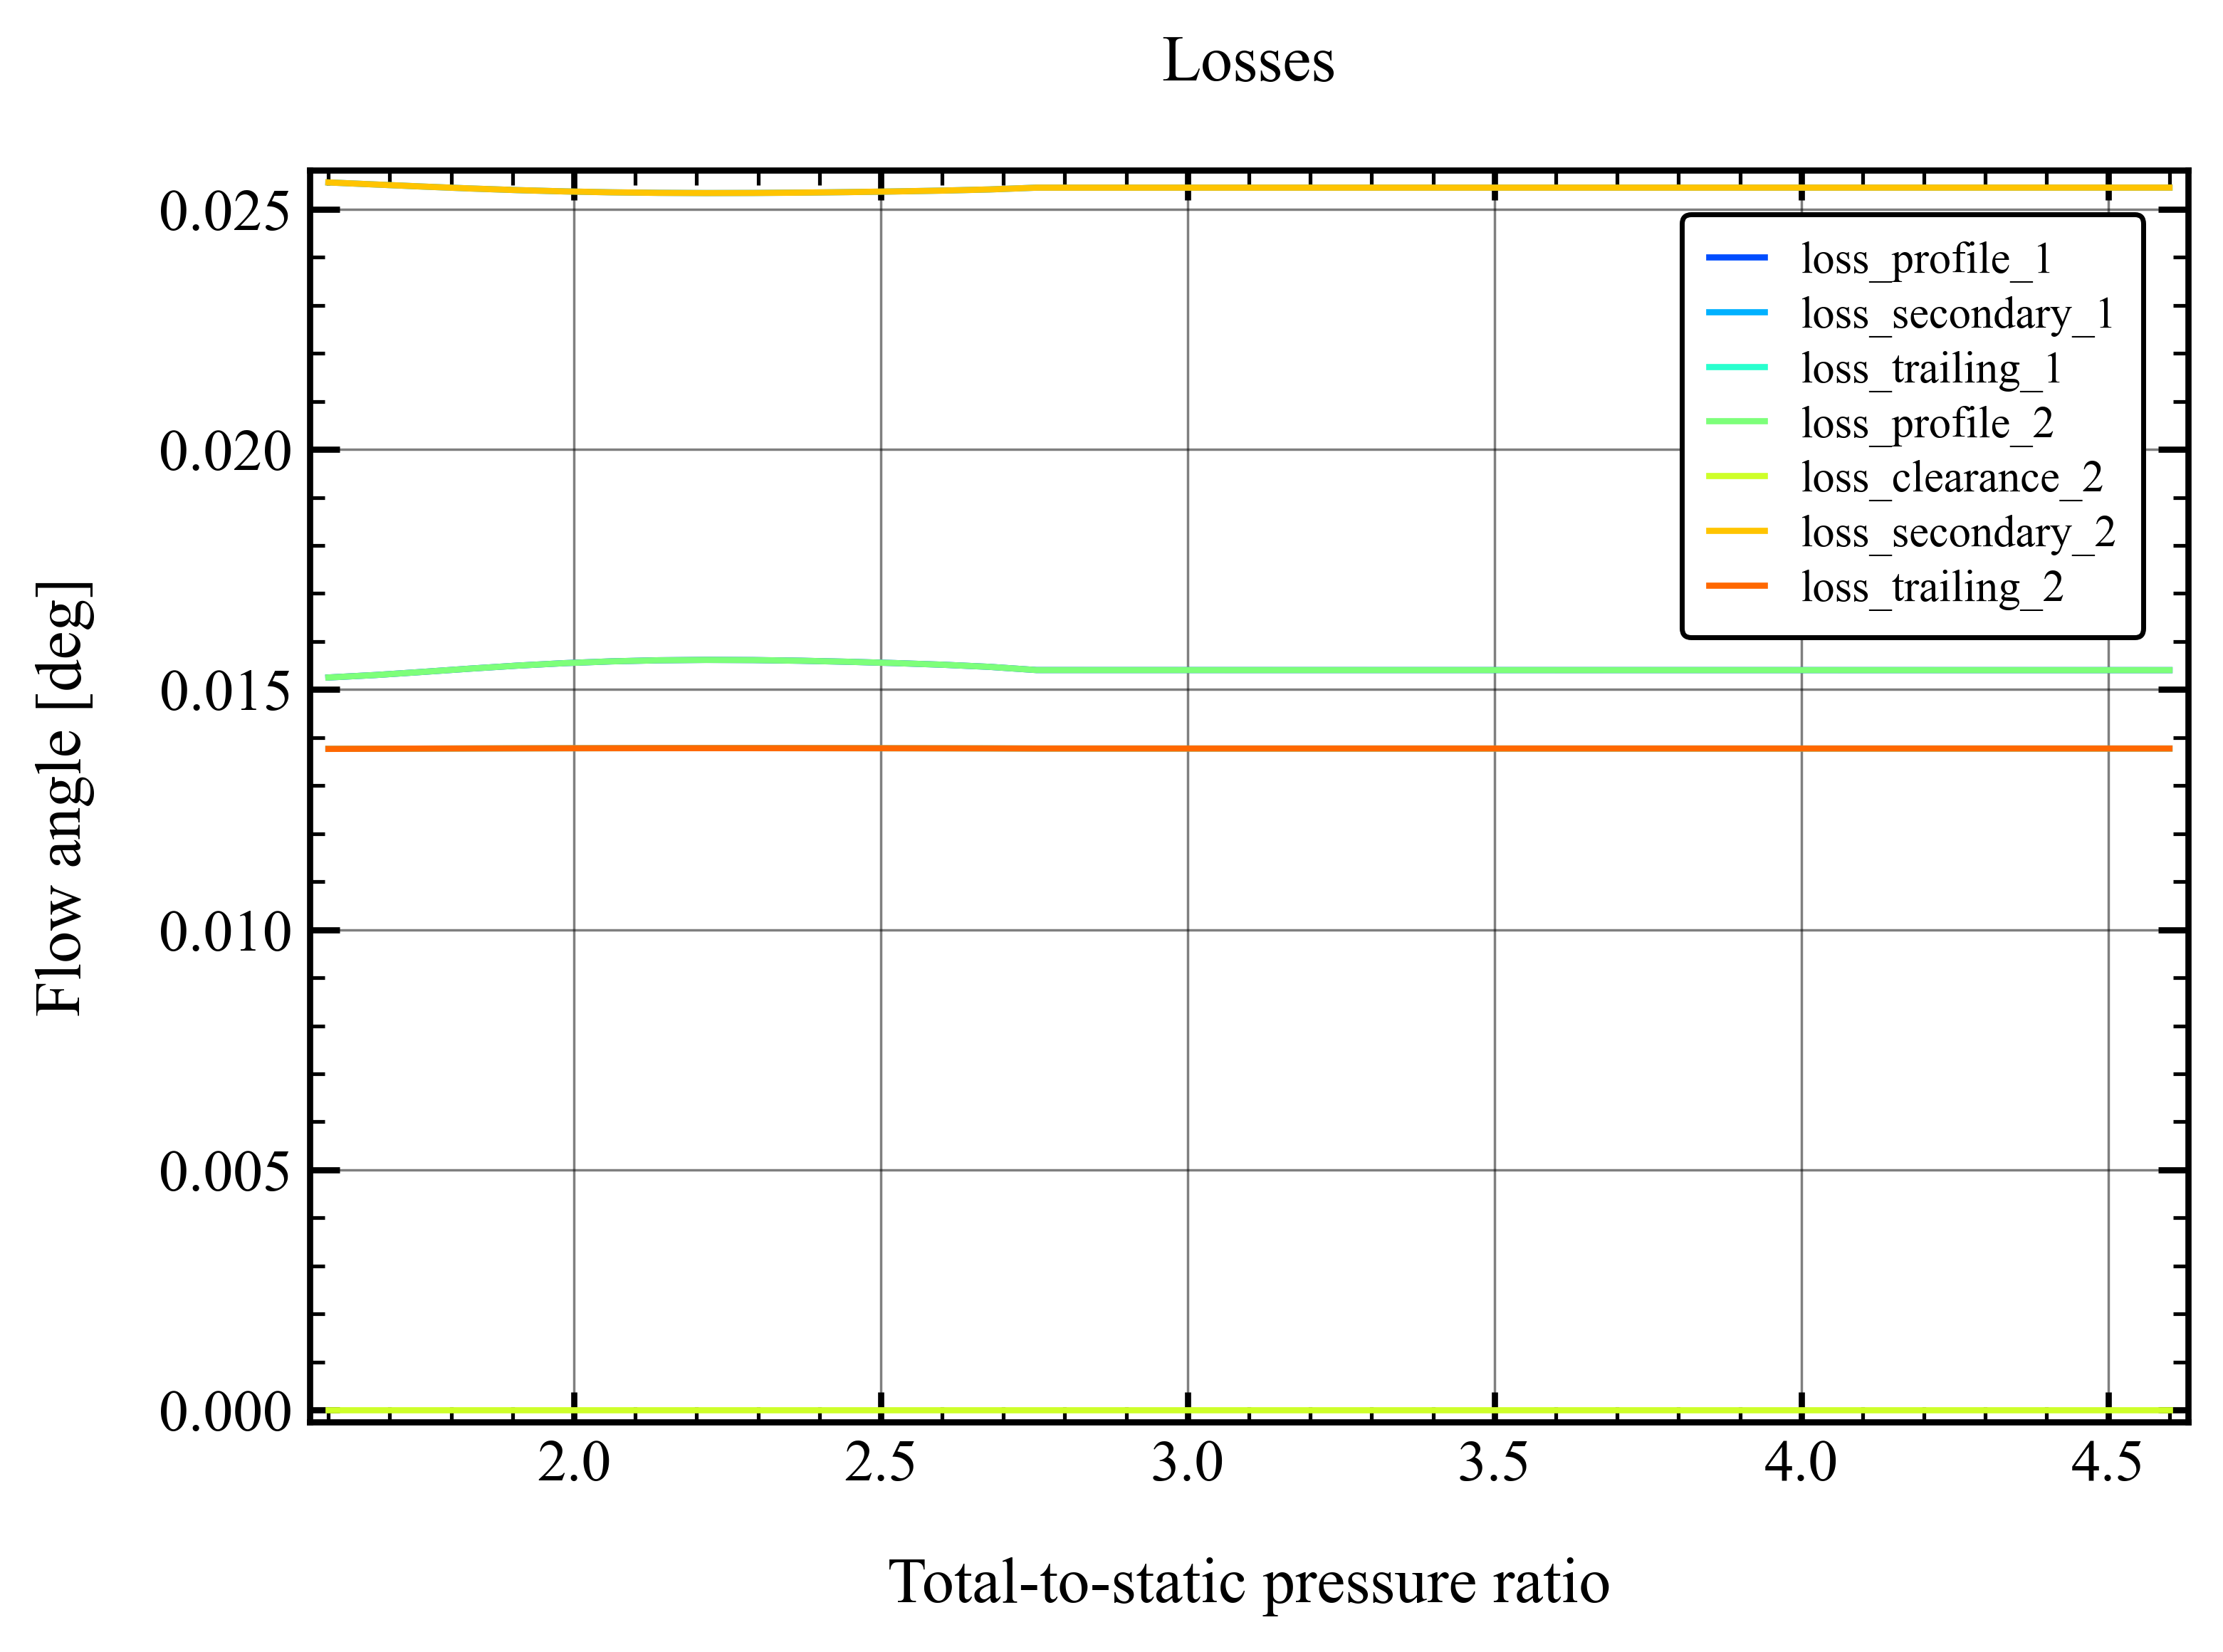 Losses
0.025
0.020
0.015
0.010
0.005
0.000
Flow angle [deg]
loss_profile_1
loss_secondary_1
loss_trailing_1
loss_profile_2
loss_clearance_2
loss_secondary_2
loss_trailing_2
2.0 2.5 3.0 3.5 4.0 4.5
Total-to-static pressure ratio